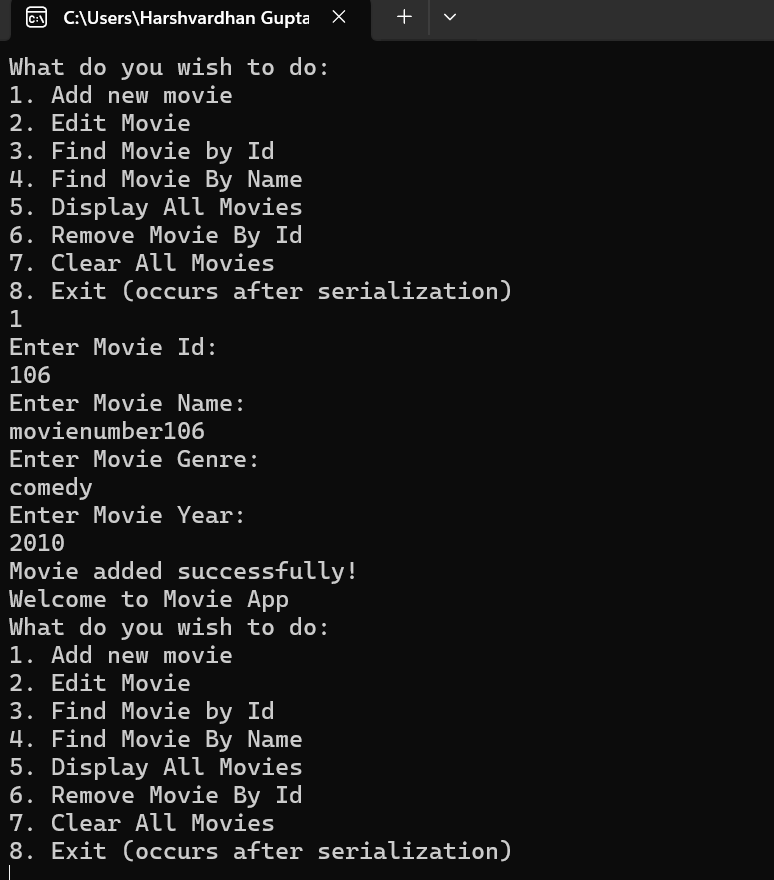 C:\Users\Harshvardhan Gupta
What do you wish to do:
1. Add new movie
2. Edit Movie
3. Find Movie by Id
4. Find Movie By Name
5. Display All Movies
6. Remove Movie By Id
7. Clear All Movies
8. Exit (occurs after serialization)
1
Enter Movie Id:
106
Enter Movie Name:
movienumber106
Enter Movie Genre:
comedy
Enter Movie Year:
2010
Movie added successfully!
Welcome to Movie App
What do you wish to do:
1. Add new movie
2. Edit Movie
3. Find Movie by Id
4. Find Movie By Name
5. Display All Movies
6. Remove Movie By Id
7. Clear All Movies
8. Exit (occurs after serialization)